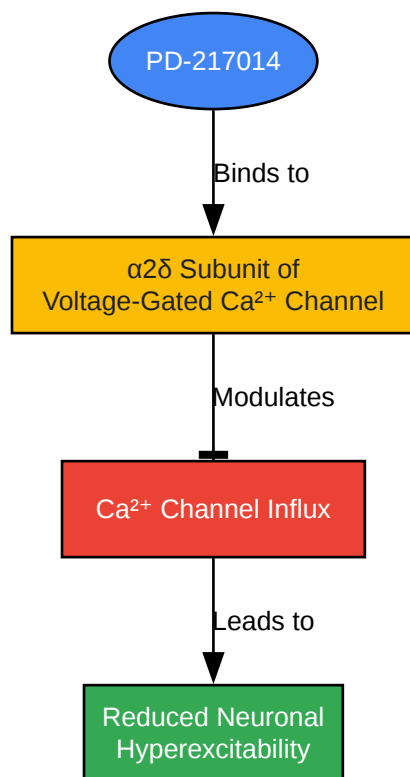 PD-217014
Binds to
α2δ Subunit of
Voltage-Gated Ca²⁺ Channel
Modulates
Ca²⁺ Channel Influx
Leads to
Reduced Neuronal
Hyperexcitability